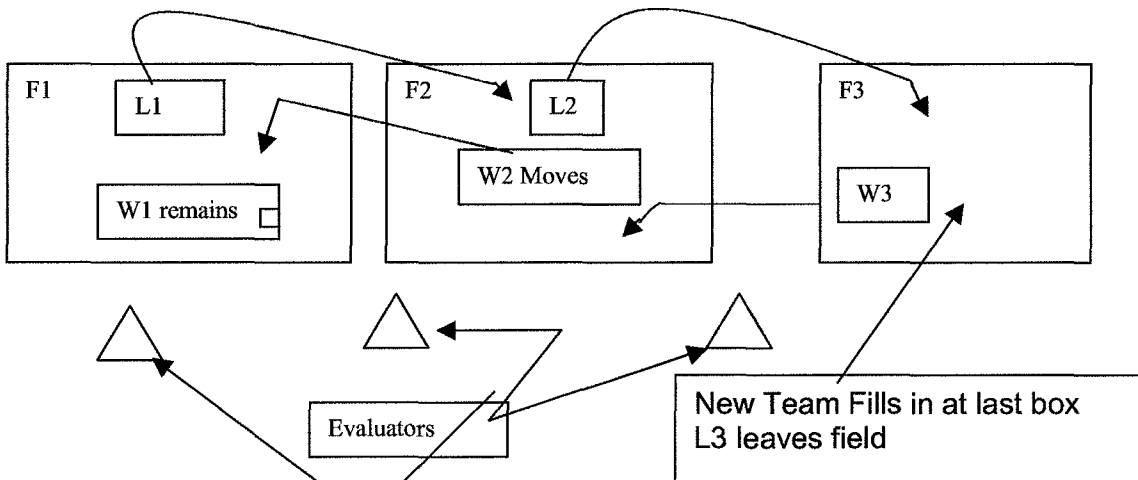 F1
L1
W1 remains
F2
L2
W2 Moves
F3
W3
Evaluators
New Team Fills in at last box
L3 leaves field